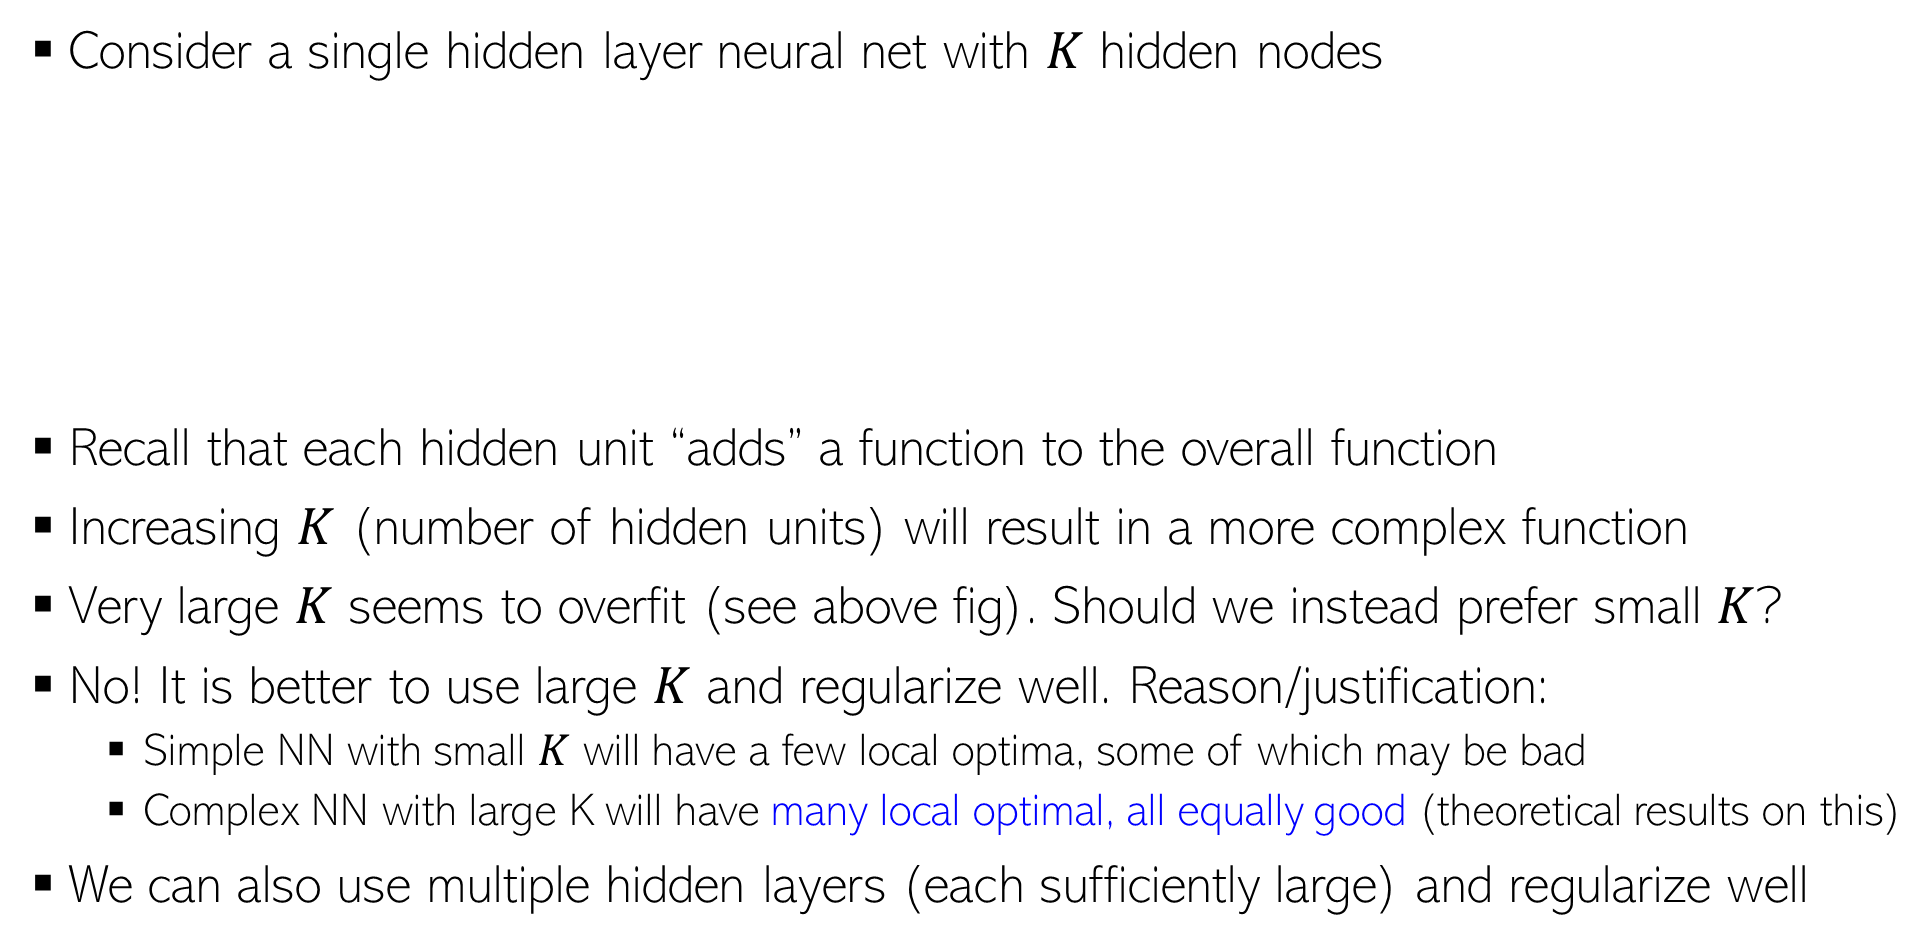 ▪ Consider a single hidden layer neural net with K hidden nodes
▪ Recall that each hidden unit “adds” a function to the overall function
▪ Increasing K (number of hidden units) will result in a more complex function
▪ Very large K seems to overfit (see above fig). Should we instead prefer small K?
▪ No! It is better to use large K and regularize well. Reason/justification:
▪ Simple NN with small K will have a few local optima, some of which may be bad
▪ Complex NN with large K will have many local optimal, all equally good (theoretical results on this)
▪ We can also use multiple hidden layers (each sufficiently large) and regularize well